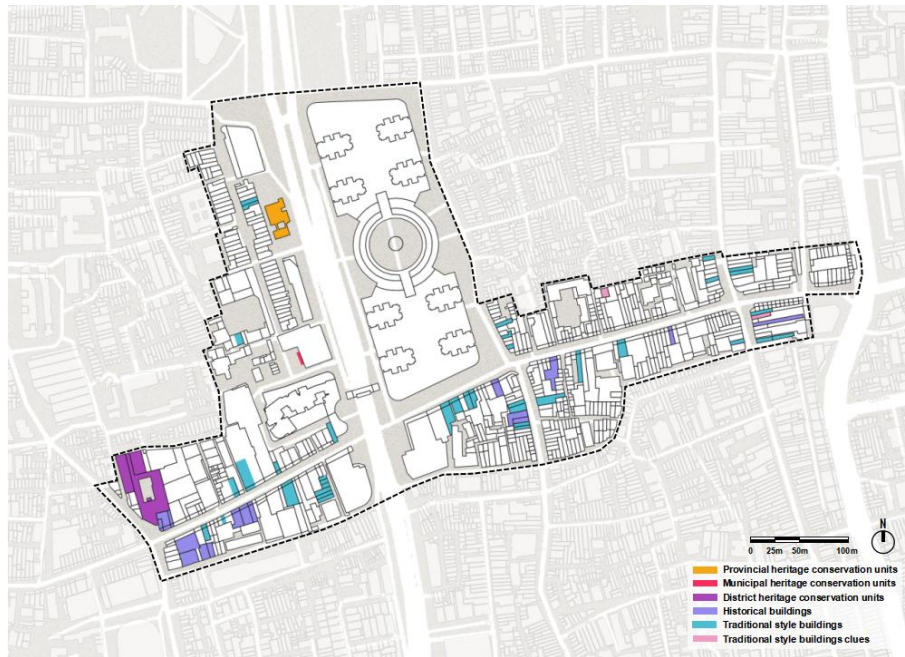 N
0 25m 50m 100m
Provincial heritage conservation units
Municipal heritage conservation units
District heritage conservation units
Historical buildings
Traditional style buildings
Traditional style buildings clues